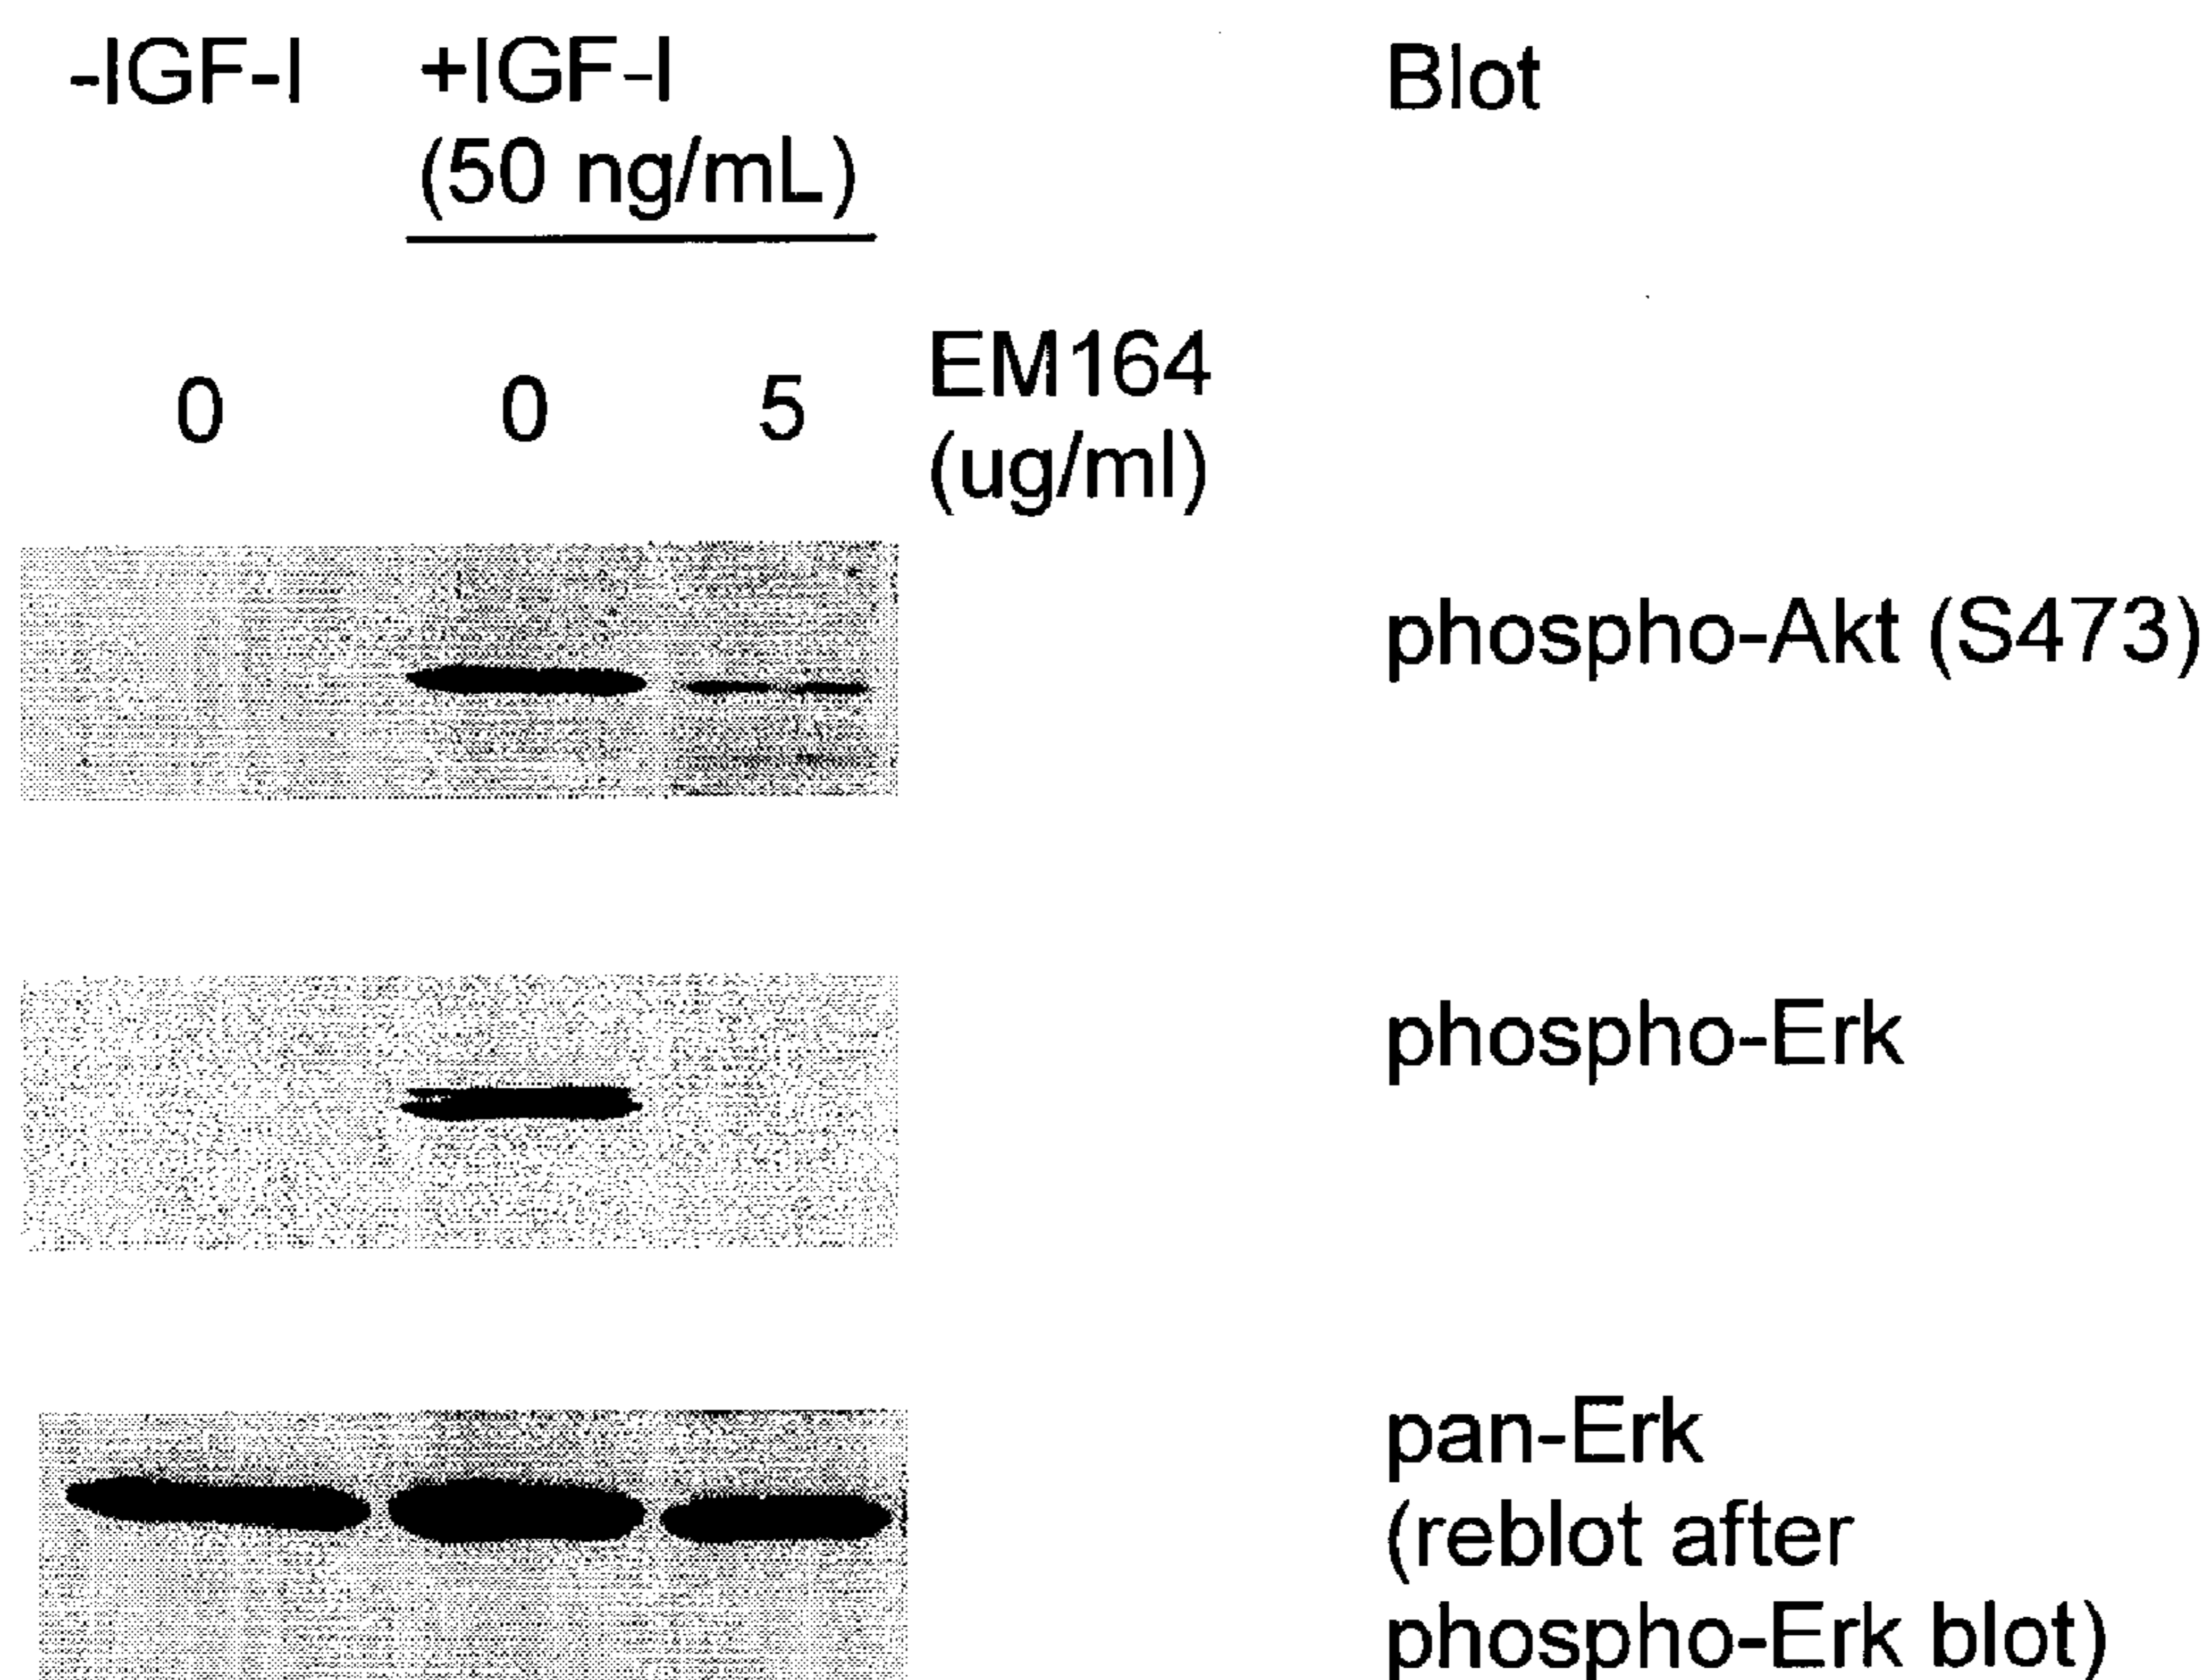 -IGF-I +IGF-I Blot
(50 ng/mL)
0 0 5 EM164
(ug/ml)
phospho-Akt (S473)
phospho-Erk
pan-Erk
(reblot after
phospho-Erk blot)